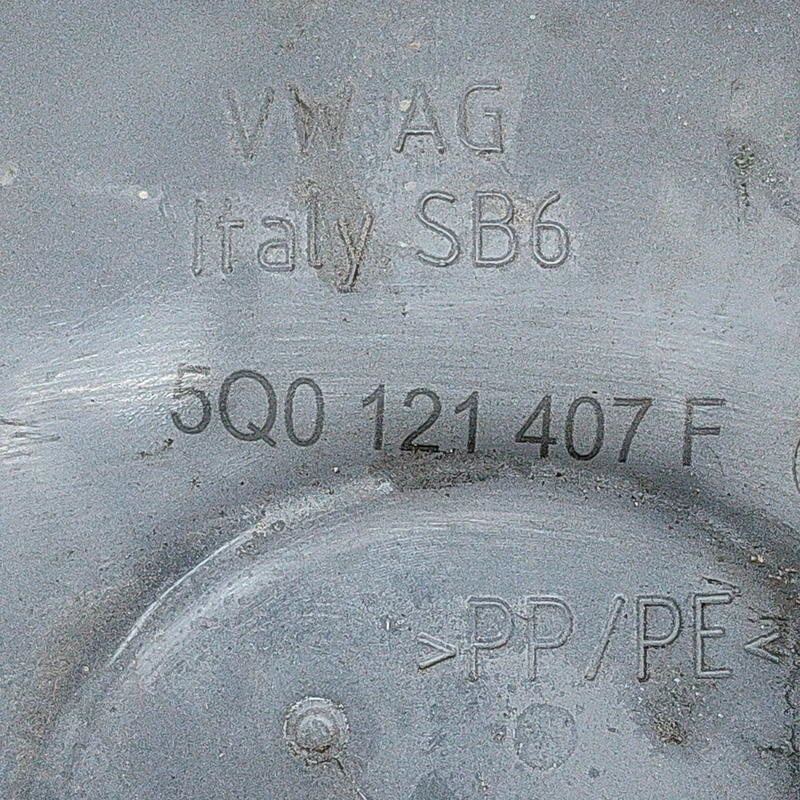 VW AG
Italy SB6
5Q0 121 407 F
>PP/PE<